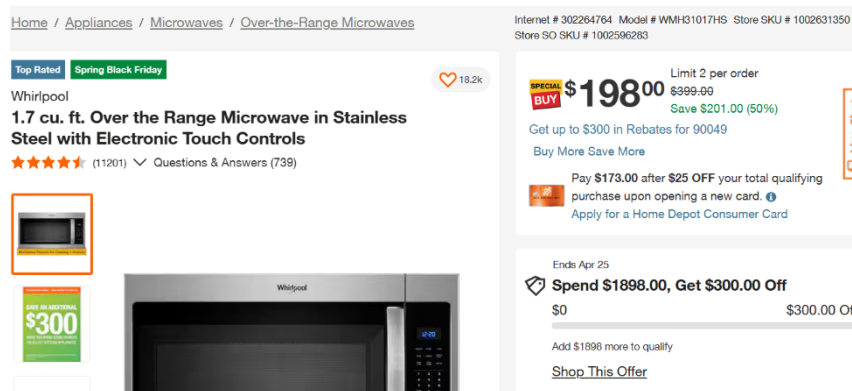 Home / Appliances / Microwaves / Over-the-Range Microwaves
Internet # 302264764 Model # WMH31017HS Store SKU # 1002631350
Store SO SKU # 1002596283
Top Rated Spring Black Friday
18.2k
Whirlpool
1.7 cu. ft. Over the Range Microwave in Stainless
Steel with Electronic Touch Controls
(11201) Questions & Answers (739)
SPECIAL BUY $198 00 Limit 2 per order
$399.00
Save $201.00 (50%)
Get up to $300 in Rebates for 90049
Buy More Save More
Pay $173.00 after $25 OFF your total qualifying
purchase upon opening a new card.
Apply for a Home Depot Consumer Card
Whirlpool
12:20
SAVE AN ADDITIONAL
$300
Ends Apr 25
Spend $1898.00, Get $300.00 Off
$0 $300.00 Of
Add $1898 more to qualify
Shop This Offer